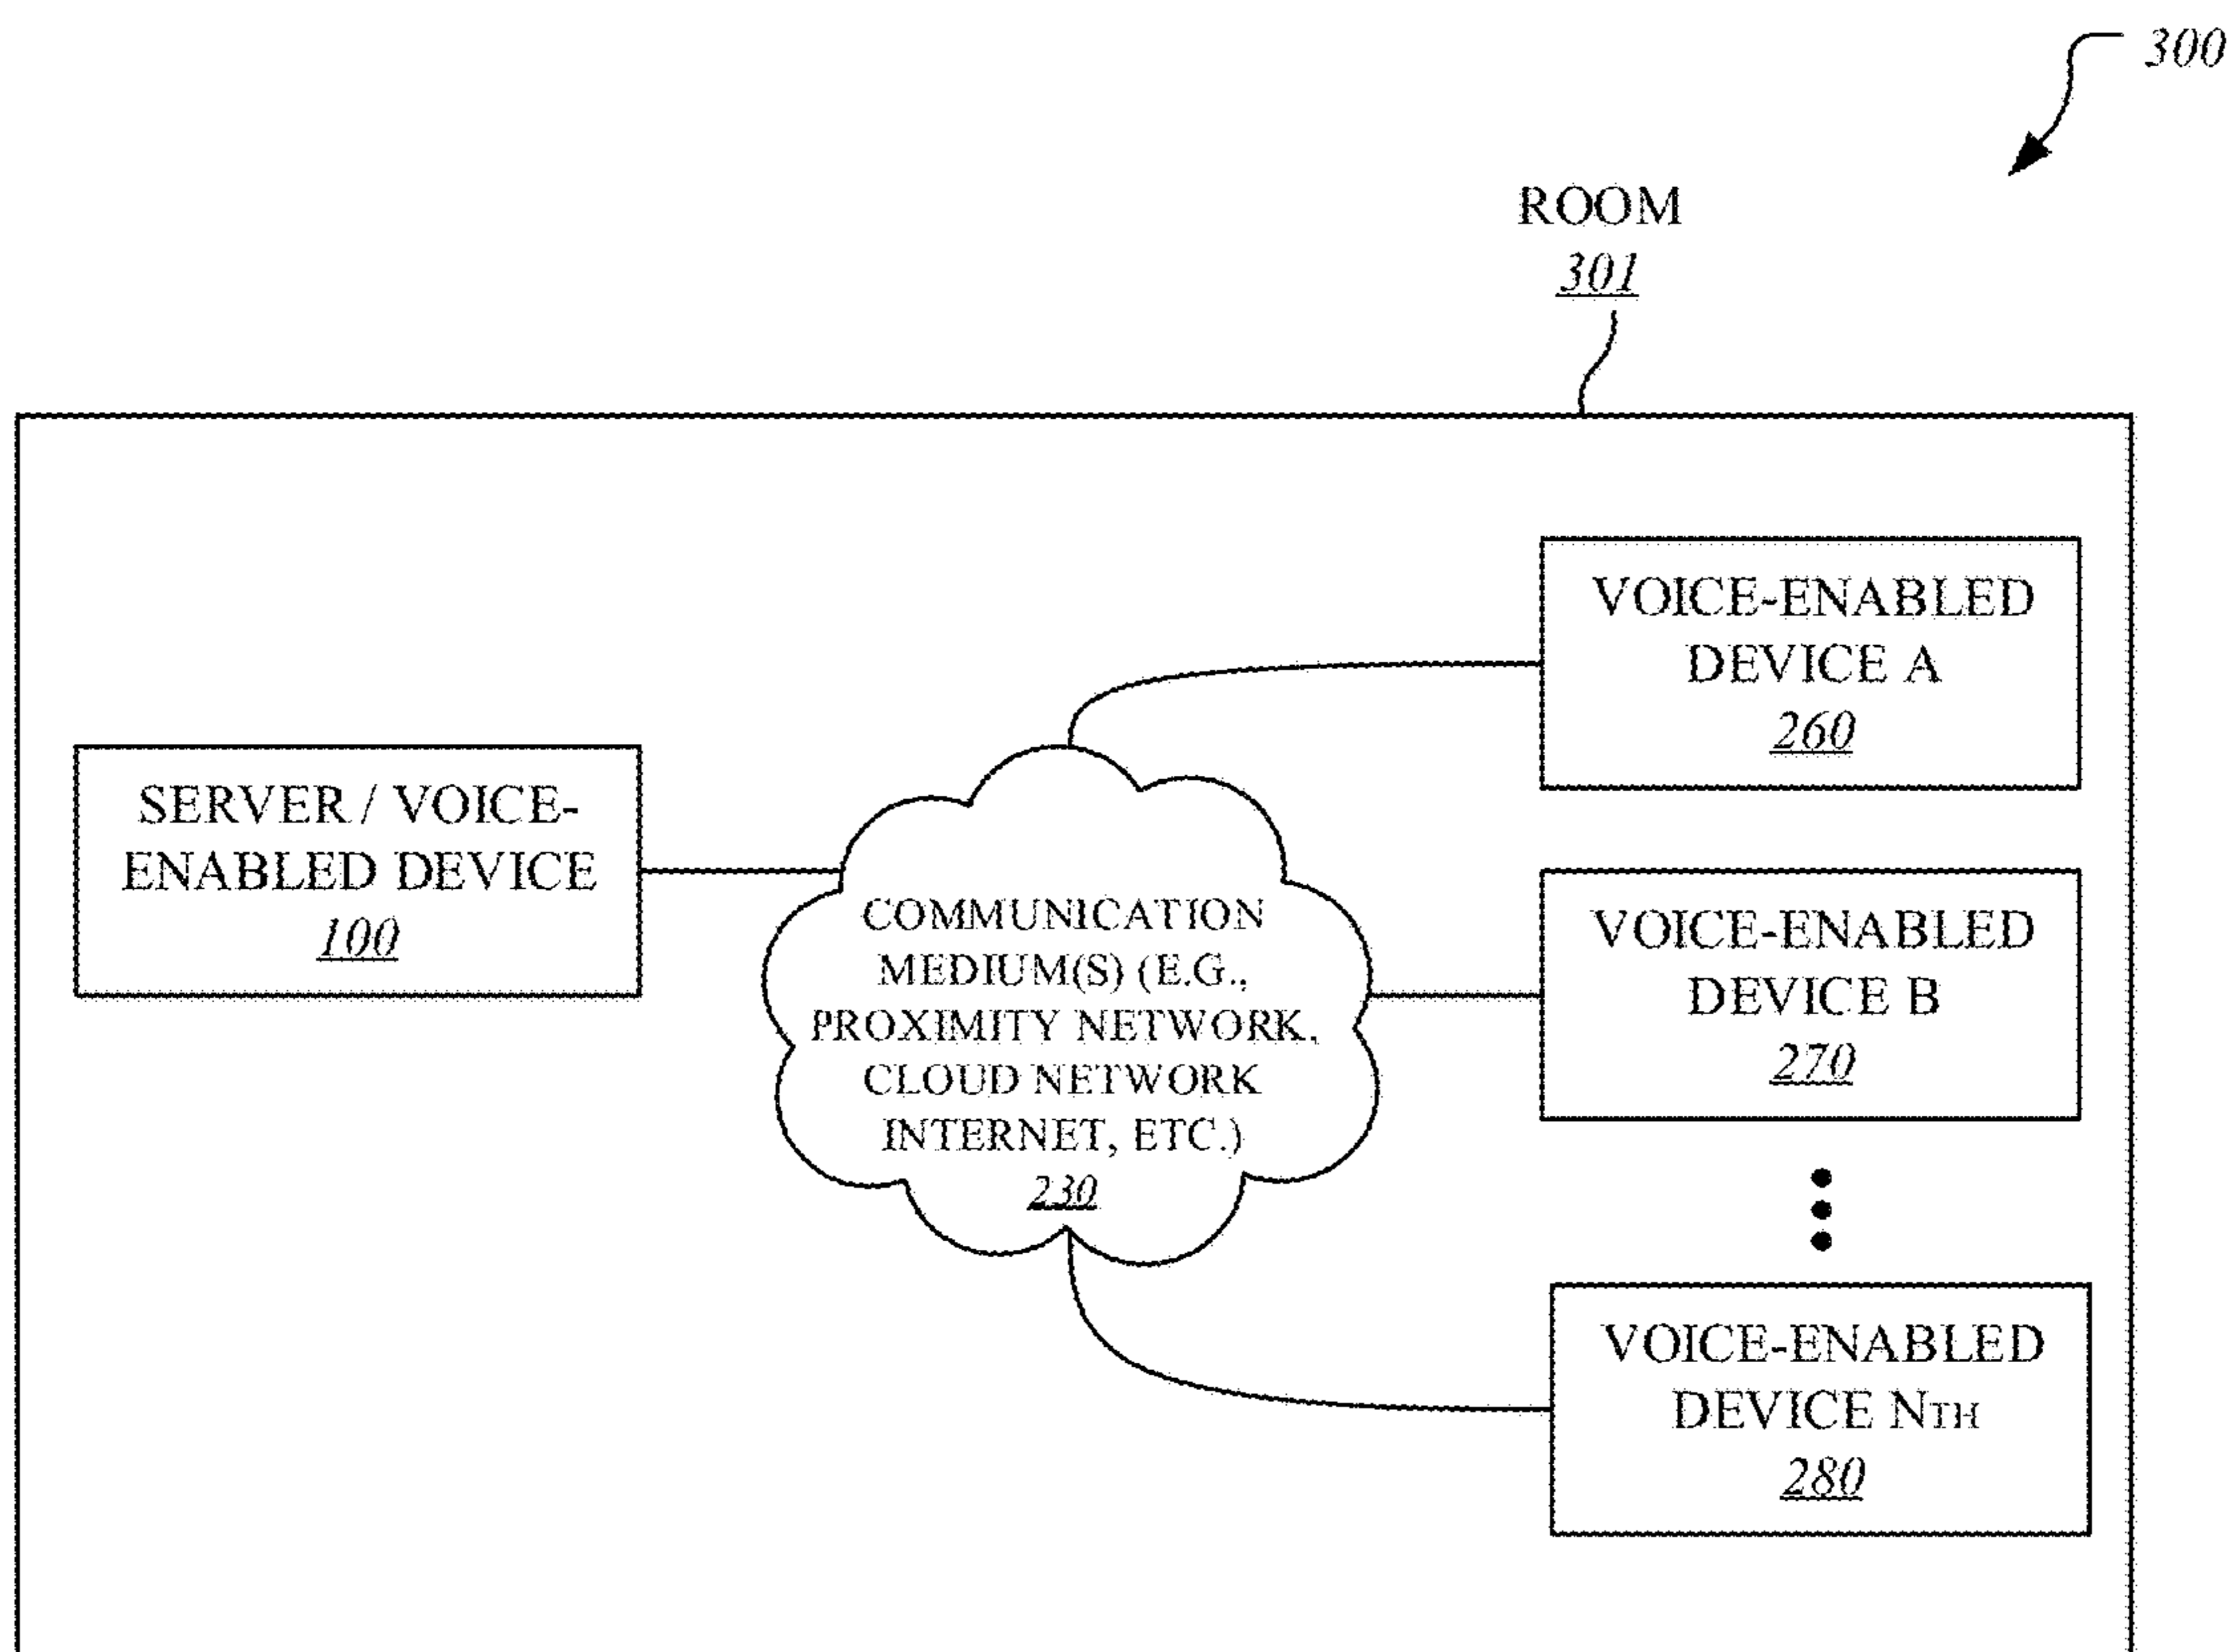 300
ROOM
301
VOICE-ENABLED
DEVICE A
260
SERVER / VOICE-
ENABLED DEVICE
100
COMMUNICATION
MEDIUM(S) (E.G.,
PROXIMITY NETWORK,
CLOUD NETWORK
INTERNET, ETC.)
230
VOICE-ENABLED
DEVICE B
270
VOICE-ENABLED
DEVICE NTH
280